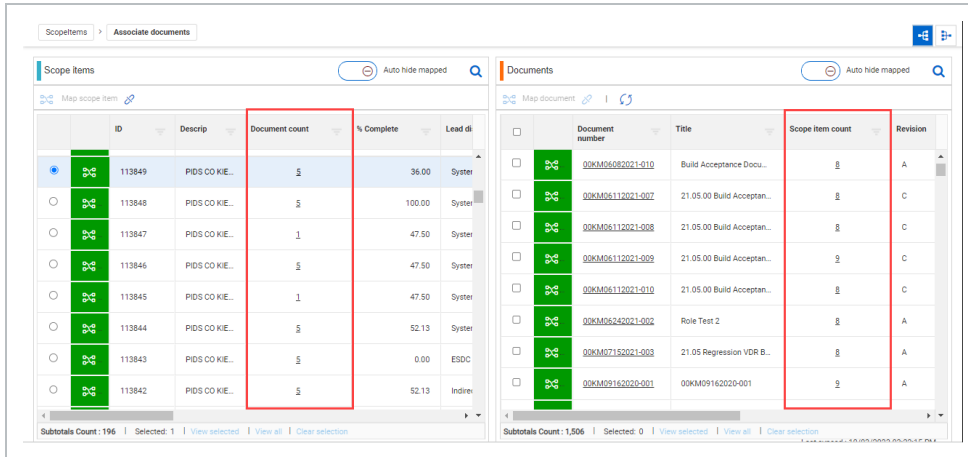 ScopeItems > Associate documents
Scope items Auto hide mapped
Map scope item
ID Descrip Document count % Complete Lead di
113849 PIDS CO KIE... 5 36.00 System
113848 PIDS CO KIE... 5 100.00 System
113847 PIDS CO KIE... 1 47.50 System
113846 PIDS CO KIE... 5 47.50 System
113845 PIDS CO KIE... 1 47.50 System
113844 PIDS CO KIE... 5 52.13 System
113843 PIDS CO KIE... 5 0.00 ESDC
113842 PIDS CO KIE... 5 52.13 Indirec
Subtotals Count : 196 | Selected: 1 | View selected | View all | Clear selection
Documents Auto hide mapped
Map document |
Document number Title Scope item count Revision
00KM06082021-010 Build Acceptance Docu... 8 A
00KM06112021-007 21.05.00 Build Acceptan... 8 C
00KM06112021-008 21.05.00 Build Acceptan... 8 C
00KM06112021-009 21.05.00 Build Acceptan... 9 C
00KM06112021-010 21.05.00 Build Acceptan... 8 C
00KM06242021-002 Role Test 2 8 A
00KM07152021-003 21.05 Regression VDR B... 8 A
00KM09162020-001 00KM09162020-001 9 A
Subtotals Count : 1,506 | Selected: 0 | View selected | View all | Clear selection